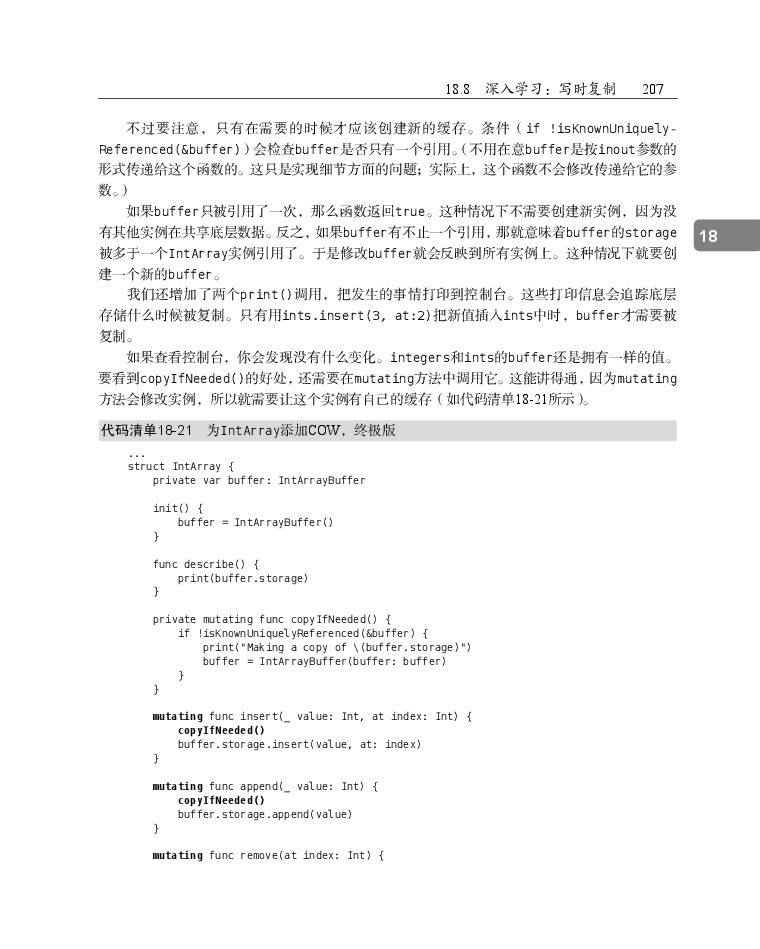 18.8 深入学习：写时复制 207
不过要注意，只有在需要的时候才应该创建新的缓存。条件（if !isKnownUniquely-
Referenced(&buffer)）会检查buffer是否只有一个引用。（不用在意buffer是按inout参数的
形式传递给这个函数的。这只是实现细节方面的问题；实际上，这个函数不会修改传递给它的参
数。）
如果buffer只被引用了一次，那么函数返回true。这种情况下不需要创建新实例，因为没
有其他实例在共享底层数据。反之，如果buffer有不止一个引用，那就意味着buffer的storage
被多于一个IntArray实例引用了。于是修改buffer就会反映到所有实例上。这种情况下就要创
建一个新的buffer。
18
我们还增加了两个print()调用，把发生的事情打印到控制台。这些打印信息会追踪底层
存储什么时候被复制。只有用ints.insert(3, at:2)把新值插入ints中时，buffer才需要被
复制。
如果查看控制台，你会发现没有什么变化。integers和ints的buffer还是拥有一样的值。
要看到copyIfNeeded()的好处，还需要在mutating方法中调用它。这能讲得通，因为mutating
方法会修改实例，所以就需要让这个实例有自己的缓存（如代码清单18-21所示）。
代码清单18-21 为IntArray添加COW，终极版
...
struct IntArray {
    private var buffer: IntArrayBuffer
    init() {
        buffer = IntArrayBuffer()
    }
    func describe() {
        print(buffer.storage)
    }
    private mutating func copyIfNeeded() {
        if !isKnownUniquelyReferenced(&buffer) {
            print("Making a copy of \(buffer.storage)")
            buffer = IntArrayBuffer(buffer: buffer)
        }
    }
    mutating func insert(_ value: Int, at index: Int) {
        copyIfNeeded()
        buffer.storage.insert(value, at: index)
    }
    mutating func append(_ value: Int) {
        copyIfNeeded()
        buffer.storage.append(value)
    }
    mutating func remove(at index: Int) {